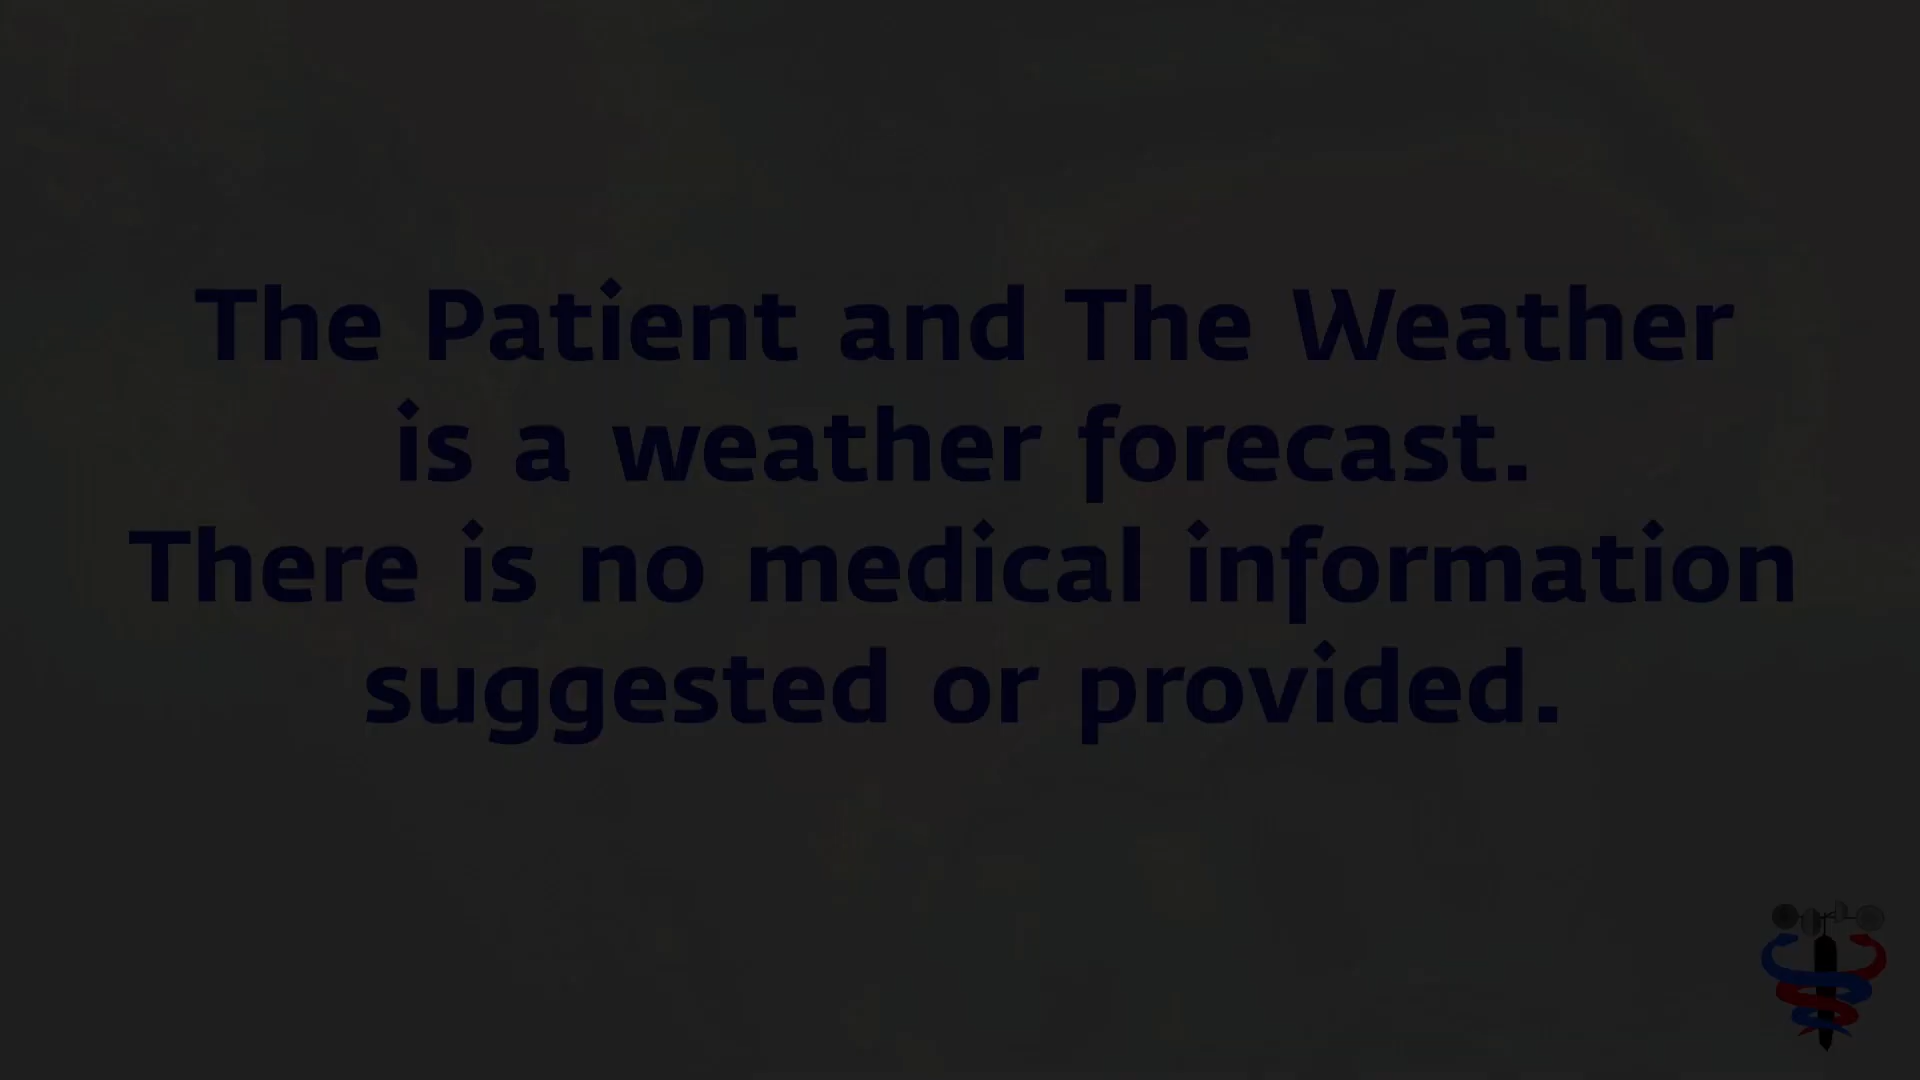 The Patient and The Weather
is a weather forecast.
There is no medical information
suggested or provided.